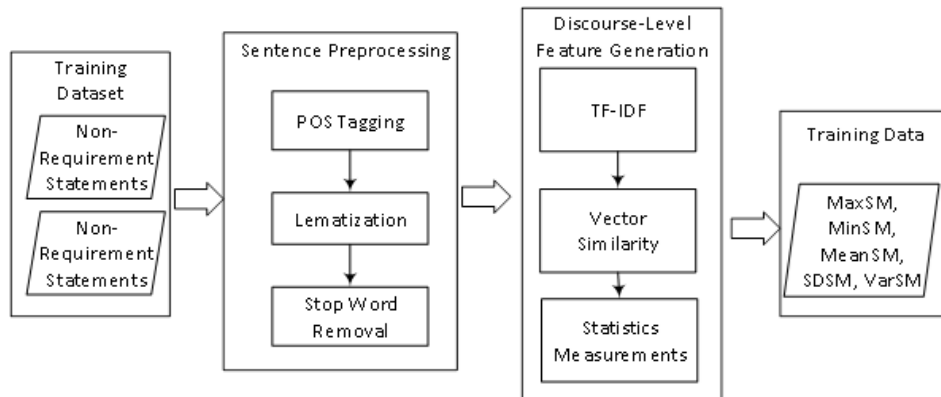 Training
Dataset
Non-
Requirement
Statements
Non-
Requirement
Statements
Sentence Preprocessing
POS Tagging
Lematization
Stop Word
Removal
Discourse-Level
Feature Generation
TF-IDF
Vector
Similarity
Statistics
Measurements
Training Data
MaxSM,
MinSM,
MeanSM,
SDSM, VarSM